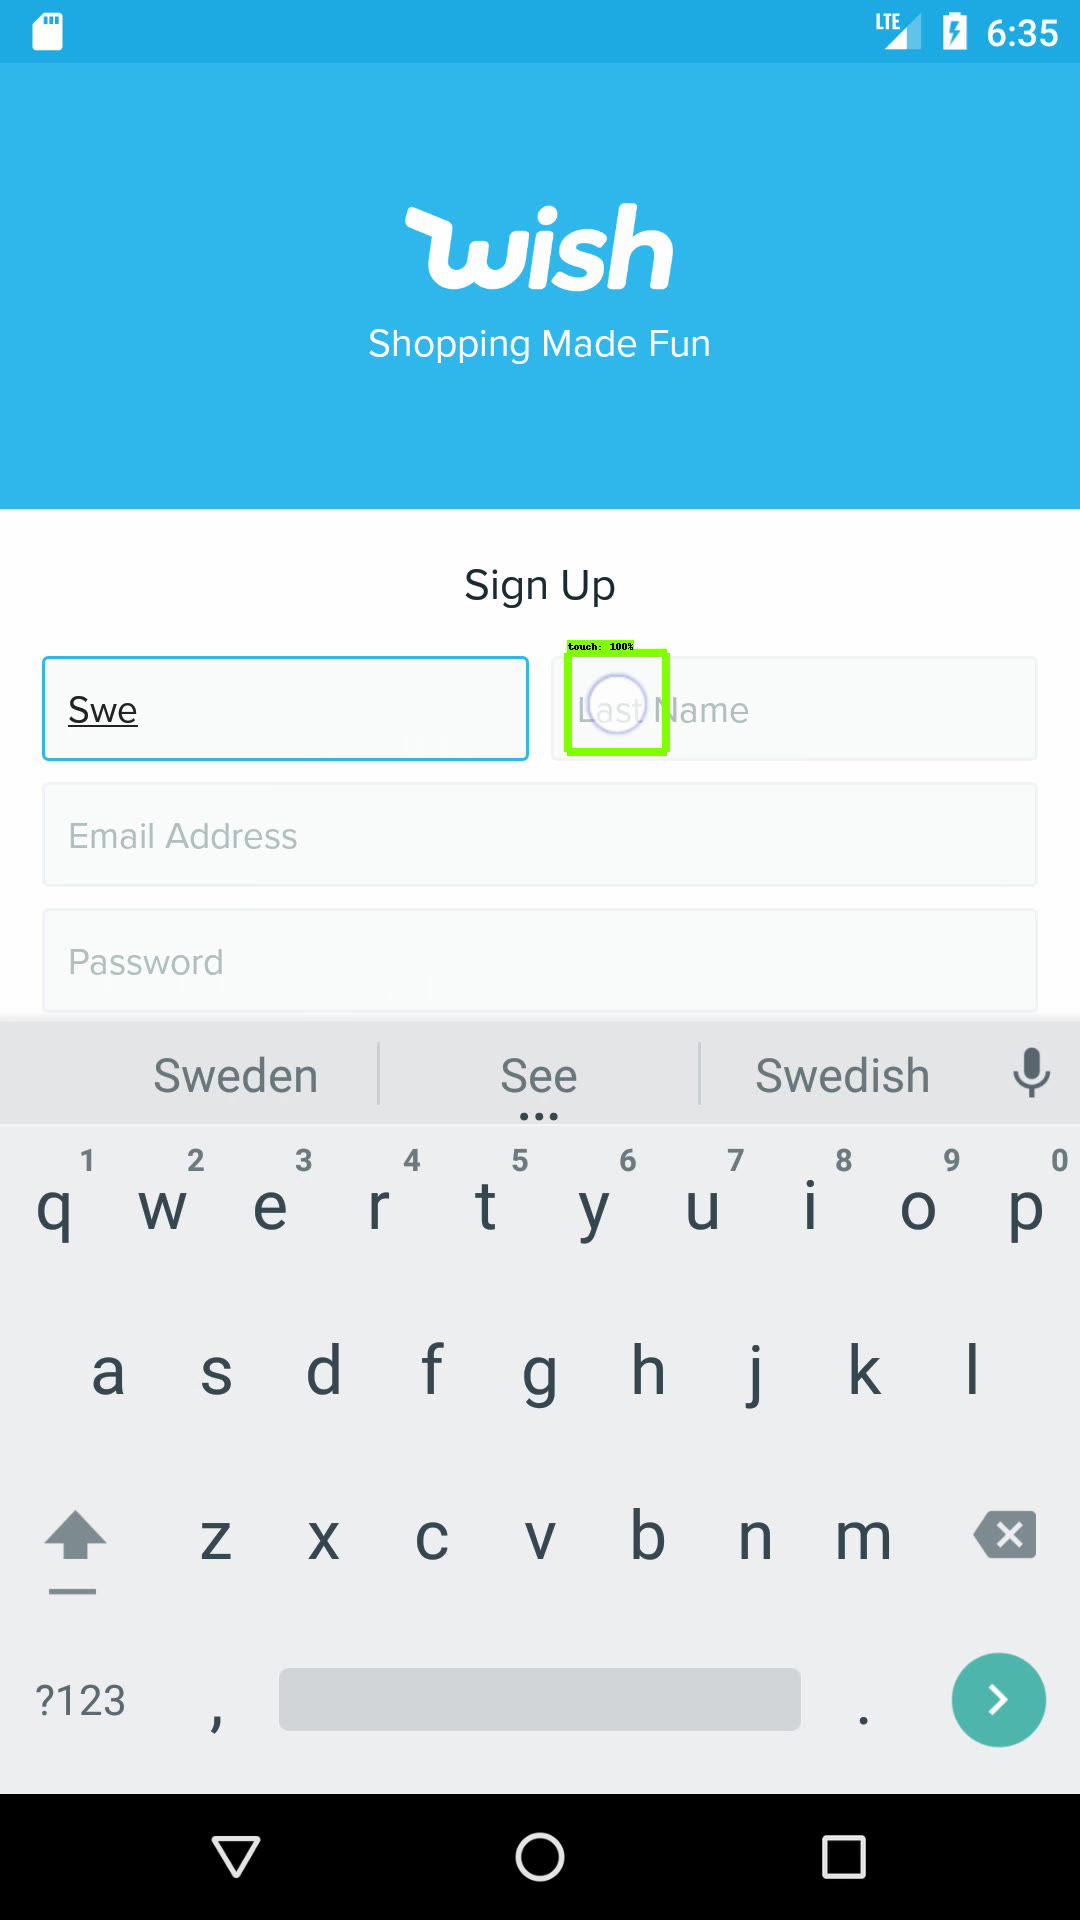 LTE 6:35
wish
Shopping Made Fun
Sign Up
touch: 100%
Swe Last Name
Email Address
Password
Sweden See Swedish
1 2 3 4 5 6 7 8 9 0
q w e r t y u i o p
a s d f g h j k l
z x c v b n m
?123 , .